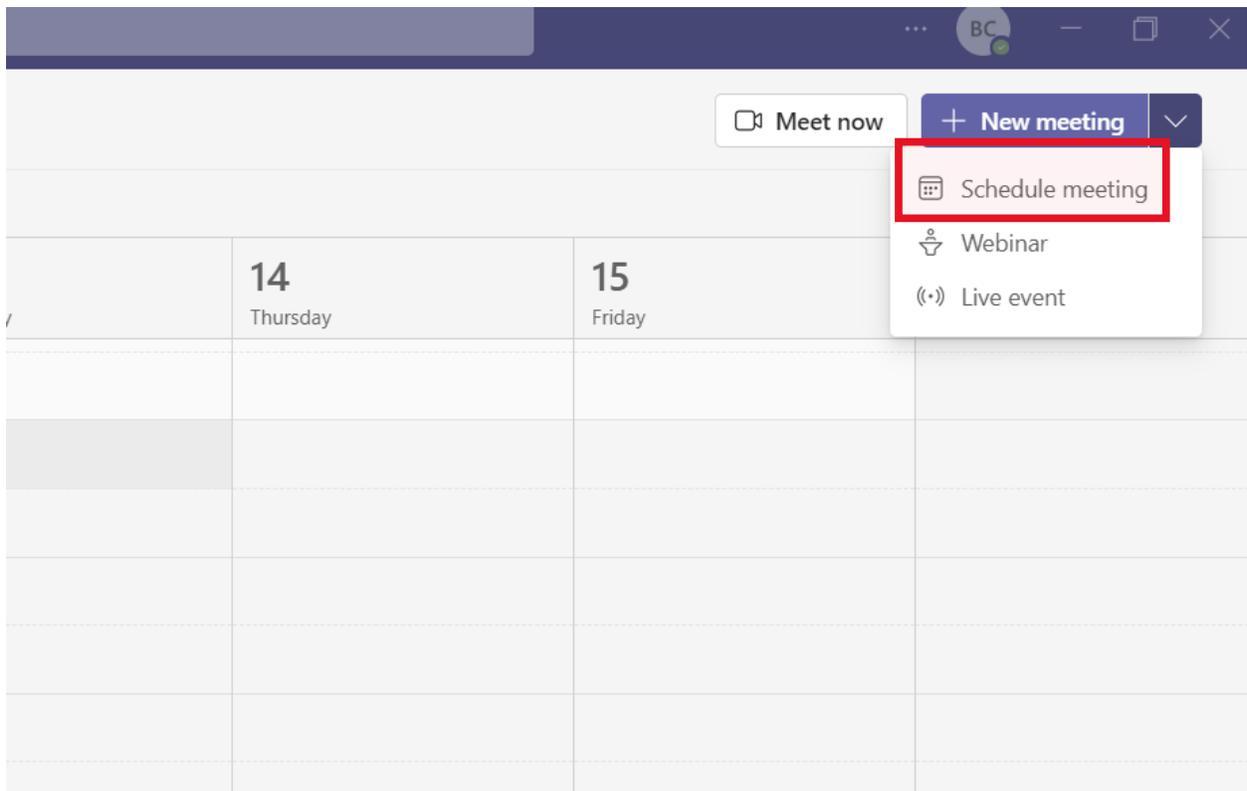 BC
Meet now
New meeting
Schedule meeting
Webinar
Live event
14
15
Thursday
Friday